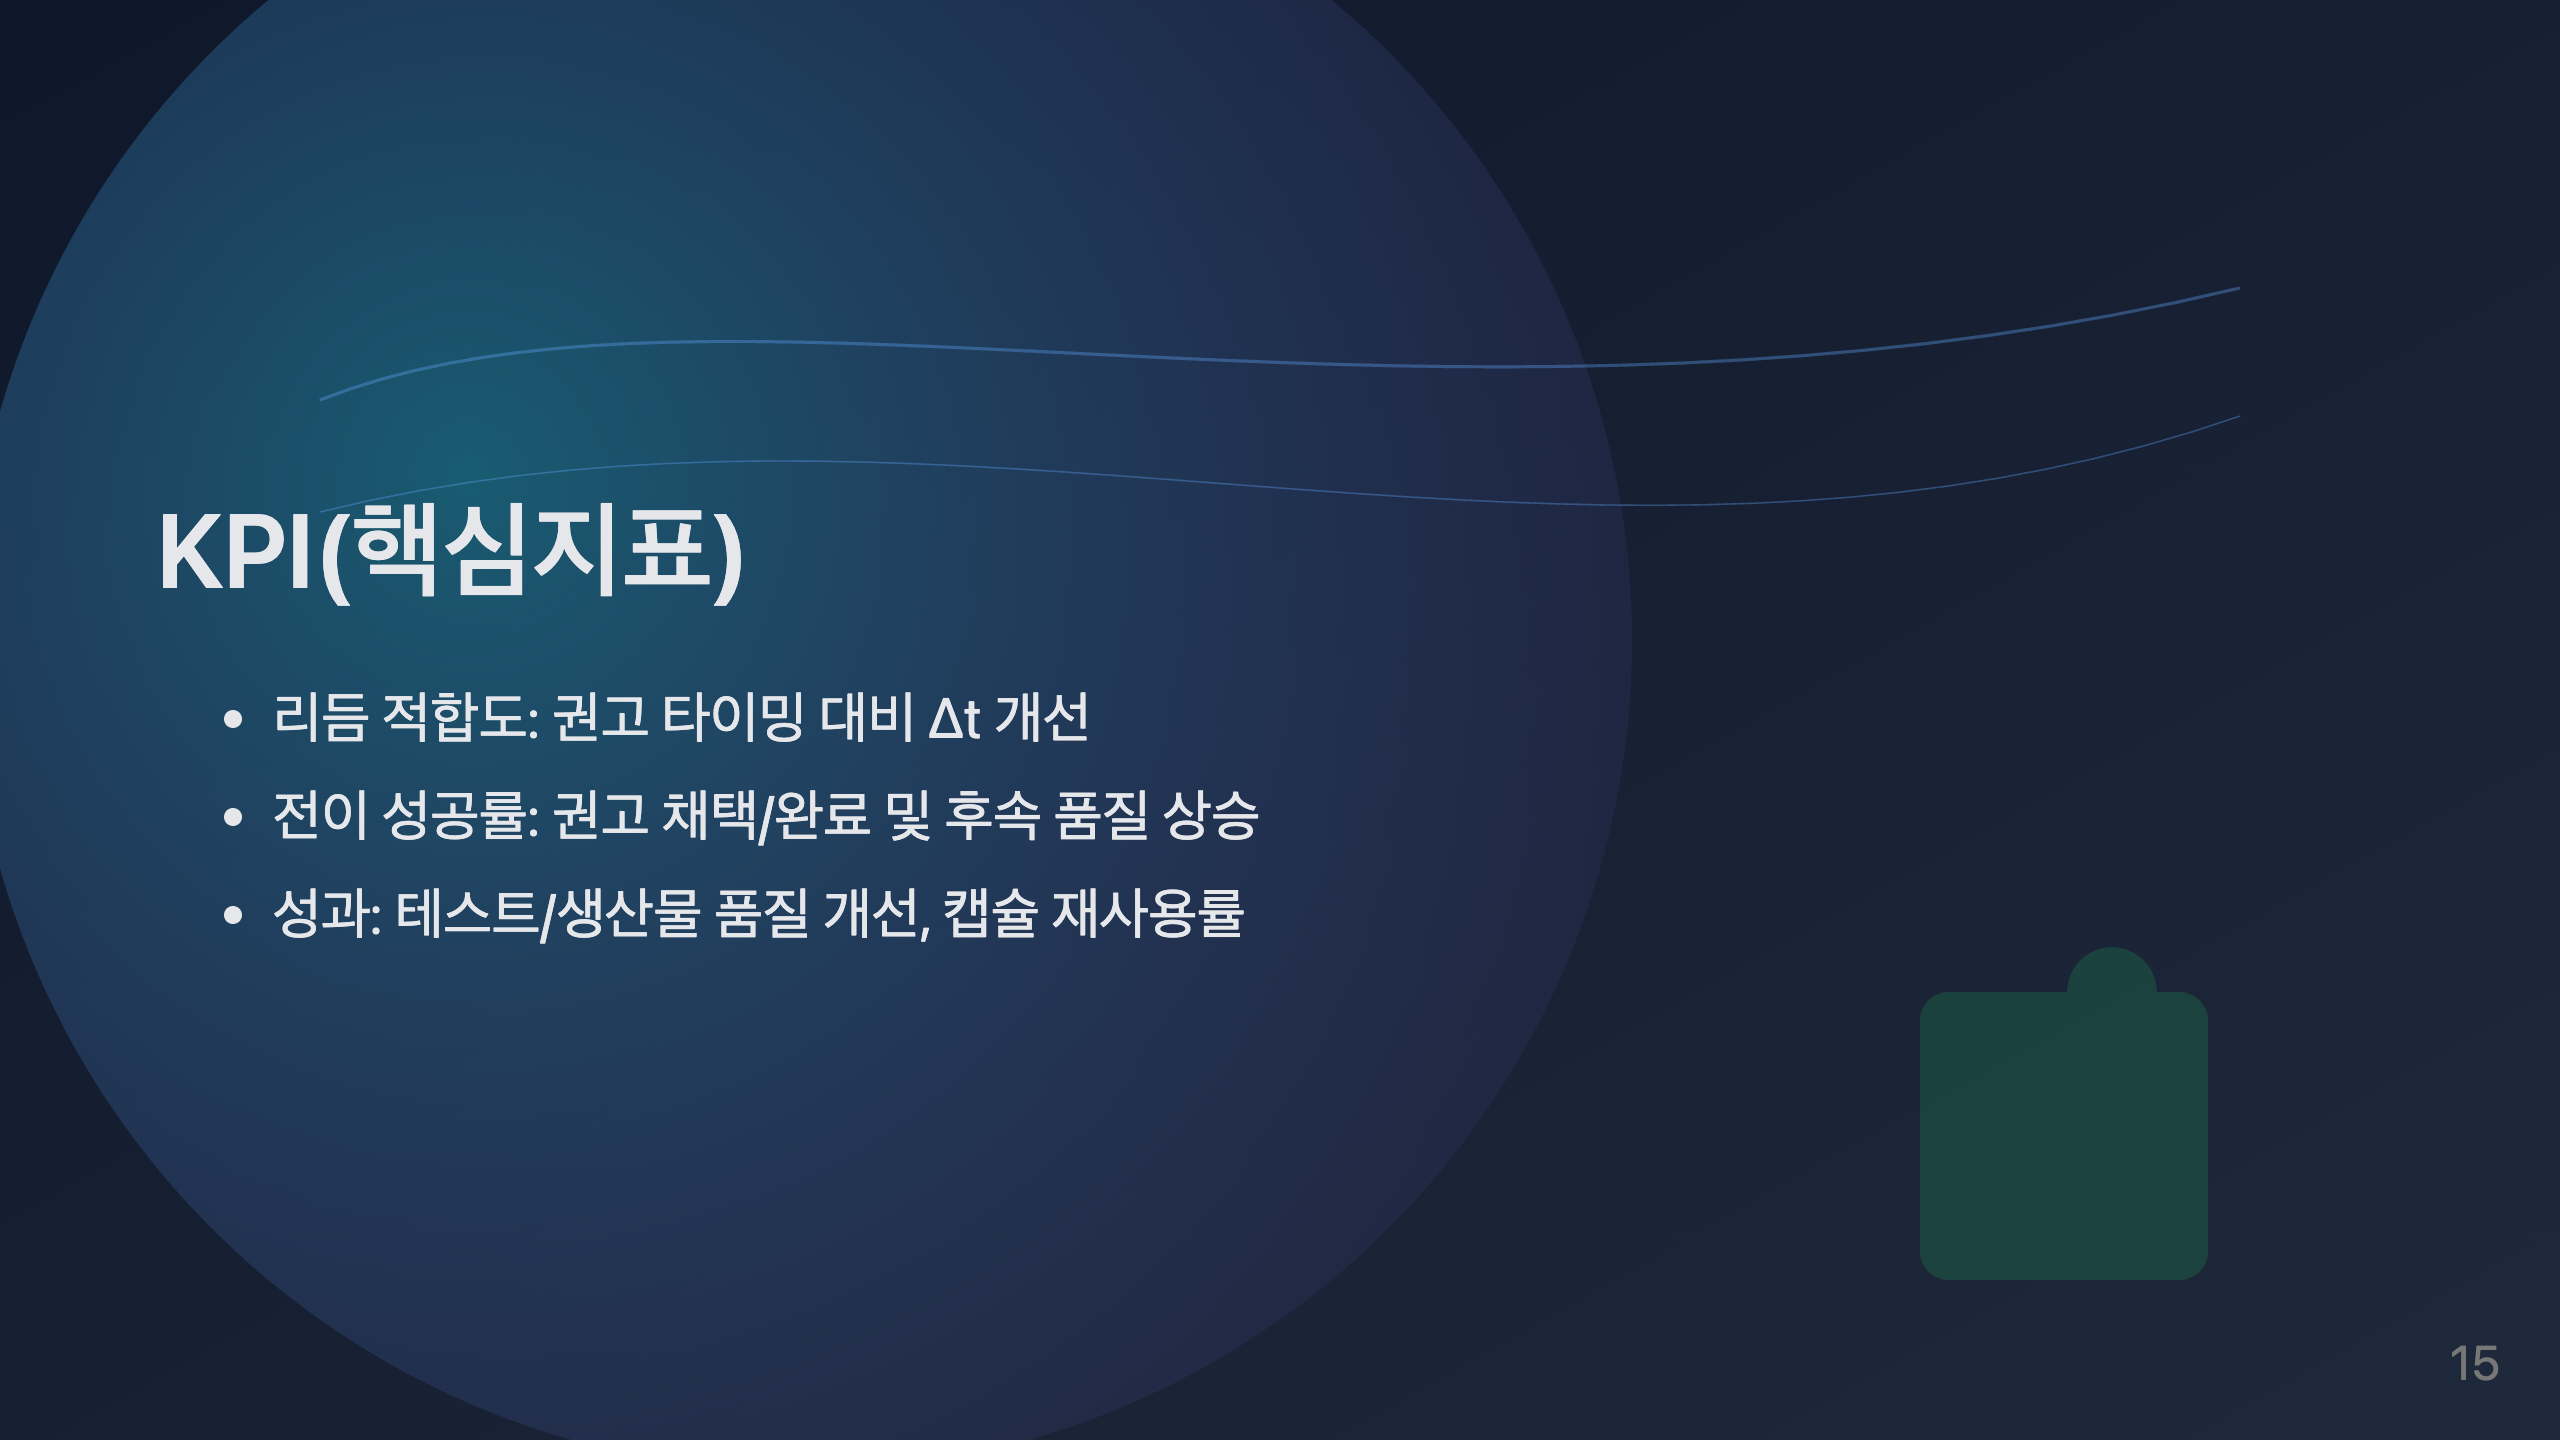 KPI(핵심지표)
• 리듬 적합도: 권고 타이밍 대비 Δt 개선
• 전이 성공률: 권고 채택/완료 및 후속 품질 상승
• 성과: 테스트/생산물 품질 개선, 캡슐 재사용률
15